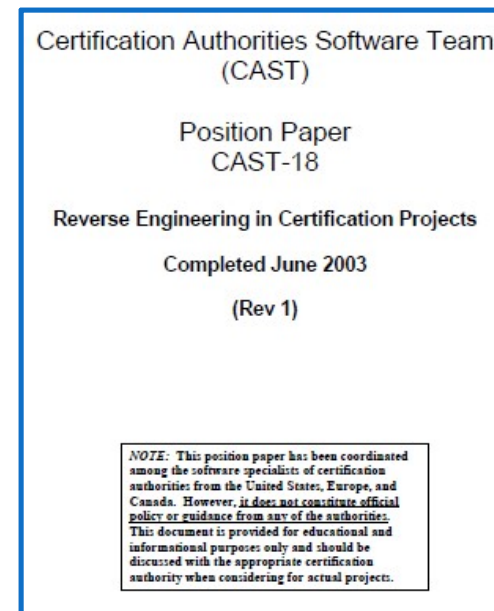 Certification Authorities Software Team
(CAST)
Position Paper
CAST-18
Reverse Engineering in Certification Projects
Completed June 2003
(Rev 1)
NOTE: This position paper has been coordinated
among the software specialists of certification
authorities from the United States, Europe, and
Canada. However, it does not constitute official
policy or guidance from any of the authorities.
This document is provided for educational and
informational purposes only and should be
discussed with the appropriate certification
authority when considering for actual projects.